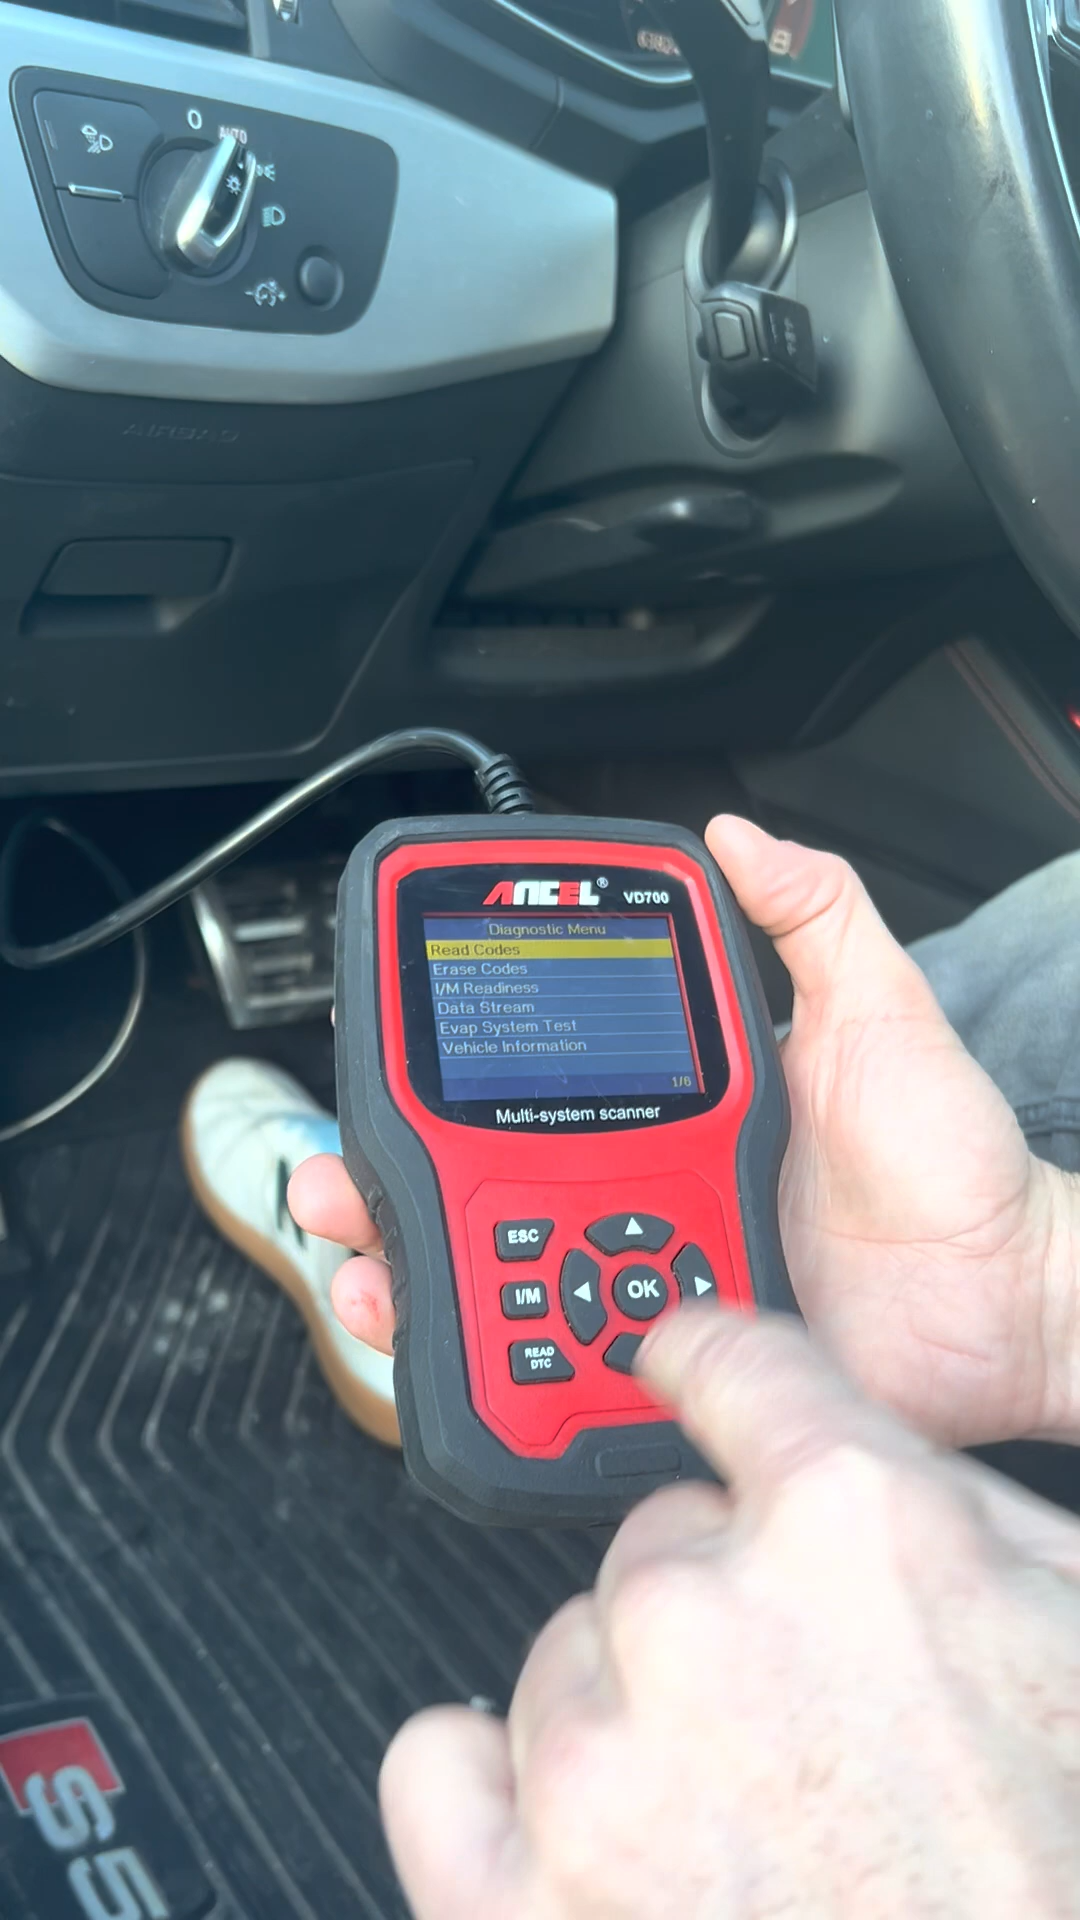 O
AUTO
AIRBAG
ANCEL® VD700
Diagnostic Menu
Read Codes
Erase Codes
I/M Readiness
Data Stream
Evap System Test
Vehicle Information
1/6
Multi-system scanner
ESC
I/M
OK
READ
DTC
S5